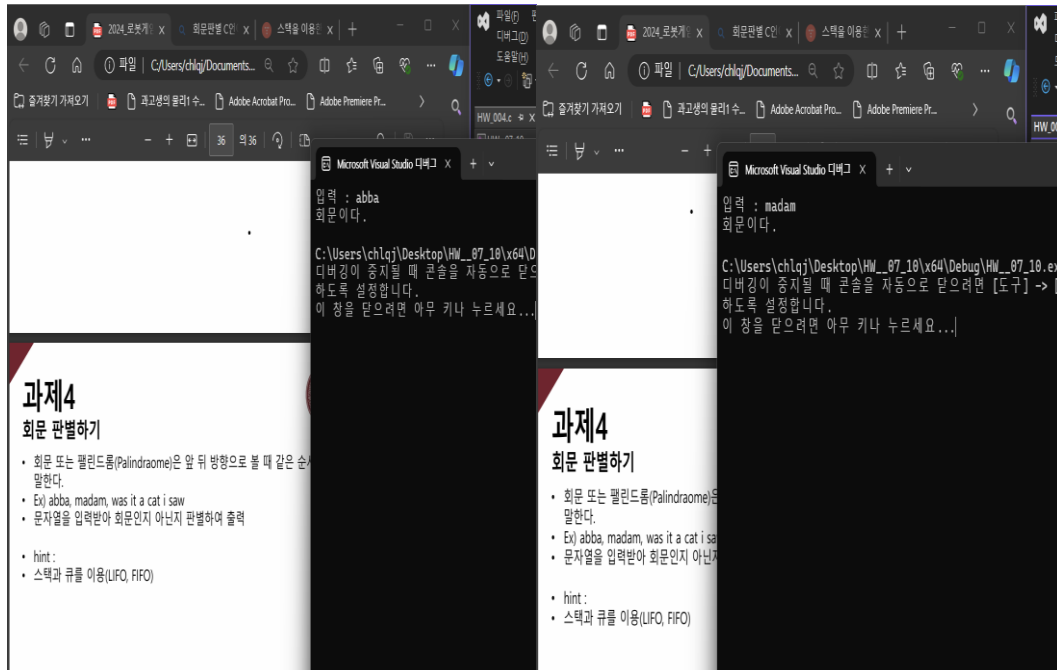 2024_로봇게임
회문판별 C언
스택을 이용한
파일
C:/Users/chlqj/Documents...
즐겨찾기 가져오기
과고생의 물리1 수...
Adobe Acrobat Pro...
Adobe Premiere Pr...
36 의 36
파일(F)
디버그(D)
도움말(H)
HW_004.c
Microsoft Visual Studio 디버그
입력 : abba
회문이다.
C:\Users\chlqj\Desktop\HW__07_10\x64\D
디버깅이 중지될 때 콘솔을 자동으로 닫으
하도록 설정합니다.
이 창을 닫으려면 아무 키나 누르세요...
과제4
회문 판별하기
• 회문 또는 팰린드롬(Palindraome)은 앞 뒤 방향으로 볼 때 같은 순서
말한다.
• Ex) abba, madam, was it a cat i saw
• 문자열을 입력받아 회문인지 아닌지 판별하여 출력
• hint :
• 스택과 큐를 이용(LIFO, FIFO)
2024_로봇게임
회문판별 C언
스택을 이용한
파일
C:/Users/chlqj/Documents...
즐겨찾기 가져오기
과고생의 물리1 수...
Adobe Acrobat Pro...
Adobe Premiere Pr...
HW_00
Microsoft Visual Studio 디버그
입력 : madam
회문이다.
C:\Users\chlqj\Desktop\HW__07_10\x64\Debug\HW__07_10.ex
디버깅이 중지될 때 콘솔을 자동으로 닫으려면 [도구] -> [
하도록 설정합니다.
이 창을 닫으려면 아무 키나 누르세요...
과제4
회문 판별하기
• 회문 또는 팰린드롬(Palindraome)은
말한다.
• Ex) abba, madam, was it a cat i sa
• 문자열을 입력받아 회문인지 아닌지
• hint :
• 스택과 큐를 이용(LIFO, FIFO)